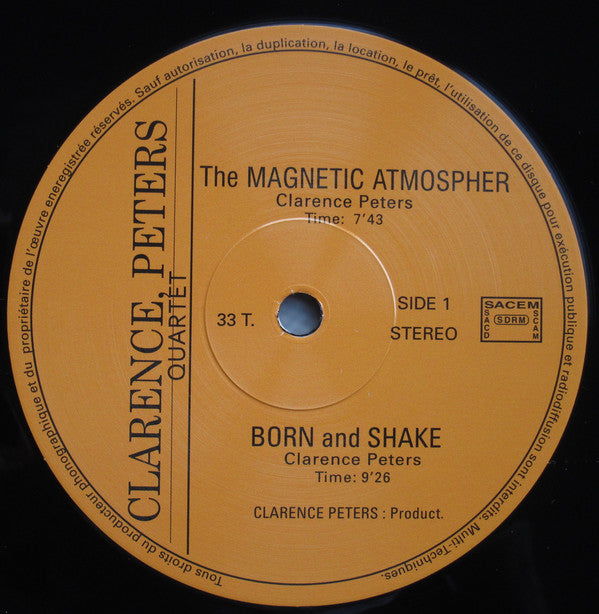 Tous droits du producteur phonographique et du propriétaire de l'œuvre eneregistrée réservés. Sauf autorisation, la duplication, la location, le prêt, l'utilisation de ce disque pour exécution publique et radiodiffusion sont interdits. Multi-Techniques.
CLARENCE, PETERS
QUARTET
The MAGNETIC ATMOSPHER
Clarence Peters
Time: 7'43
33 T.
SIDE 1
STEREO
SACEM
SACD
SDRM
SCAM
BORN and SHAKE
Clarence Peters
Time: 9'26
CLARENCE PETERS : Product.